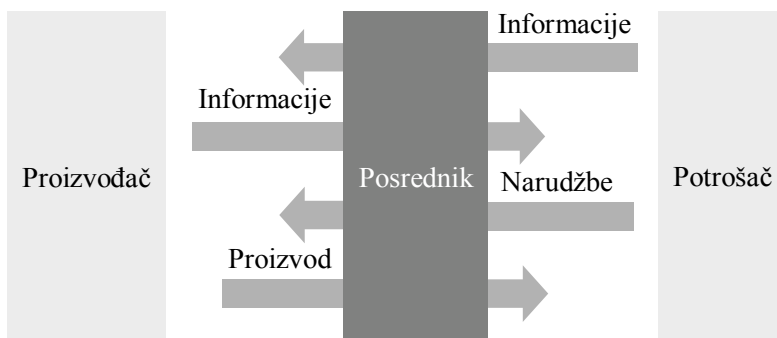 Informacije
Informacije
Proizvođač
Posrednik
Narudžbe
Potrošač
Proizvod